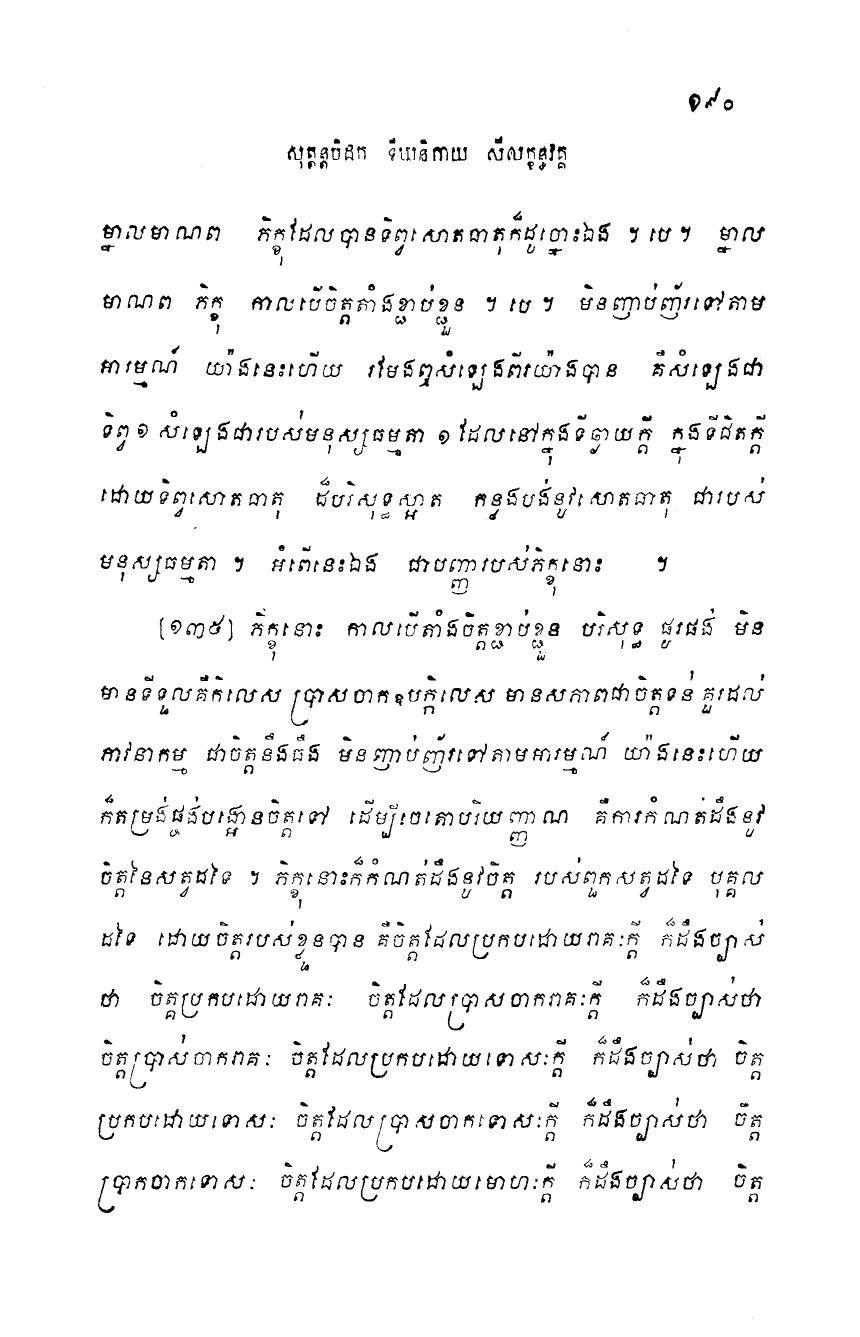 ១៩០
សុត្តន្តបិដក ទីឃនិកាយ សីលក្ខន្ធវគ្គ
ម្នាលមាណព ភិក្ខុដែលបានទិព្វសោតធាតុក៏ដូច្នោះឯង ។ បេ ។ ម្នាល
មាណព ភិក្ខុ កាលបើចិត្តតាំងខ្ជាប់ខ្ជួន ។ បេ ។ មិនញាប់ញ័រទៅតាម
អារម្មណ៍ យ៉ាងនេះហើយ រមែងឮសំឡេងពីរយ៉ាងបាន គឺសំឡេងជា
ទិព្វ ១ សំឡេងជារបស់មនុស្សធម្មតា ១ ដែលនៅក្នុងទីឆ្ងាយក្តី ក្នុងទីជិតក្តី
ដោយទិព្វសោតធាតុ ដ៏បរិសុទ្ធស្អាត កន្លងបង់នូវសោតធាតុ ជារបស់
មនុស្សធម្មតា ។ អំពើនេះឯង ជាបញ្ញារបស់ភិក្ខុនោះ ។
[១៣៥] ភិក្ខុនោះ កាលបើតាំងចិត្តខ្ជាប់ខ្ជួន បរិសុទ្ធ ផូរផង់ មិន
មានទីទួលគឺកិលេស ប្រាសចាកឧបក្កិលេស មានសភាពជាចិត្តទន់ គួរដល់
ភាវនាកម្ម ជាចិត្តនឹងធឹង មិនញាប់ញ័រទៅតាមអារម្មណ៍ យ៉ាងនេះហើយ
ក៏តម្រង់ផ្ចង់បង្អោនចិត្តទៅ ដើម្បីចេតោបរិយញ្ញាណ គឺការកំណត់ដឹងនូវ
ចិត្តនៃសត្វដទៃ ។ ភិក្ខុនោះក៏កំណត់ដឹងនូវចិត្ត របស់ពួកសត្វដទៃ បុគ្គល
ដទៃ ដោយចិត្តរបស់ខ្លួនបាន គឺចិត្តដែលប្រកបដោយរាគៈក្តី ក៏ដឹងច្បាស់
ថា ចិត្តប្រកបដោយរាគៈ ចិត្តដែលប្រាសចាករាគៈក្តី ក៏ដឹងច្បាស់ថា
ចិត្តប្រាស់ចាករាគៈ ចិត្តដែលប្រកបដោយទោសៈក្តី ក៏ដឹងច្បាស់ថា ចិត្ត
ប្រកបដោយទោសៈ ចិត្តដែលប្រាសចាកទោសៈក្តី ក៏ដឹងច្បាស់ថា ចិត្ត
ប្រាកចាកទោសៈ ចិត្តដែលប្រកបដោយមោហៈក្តី ក៏ដឹងច្បាស់ថា ចិត្ត